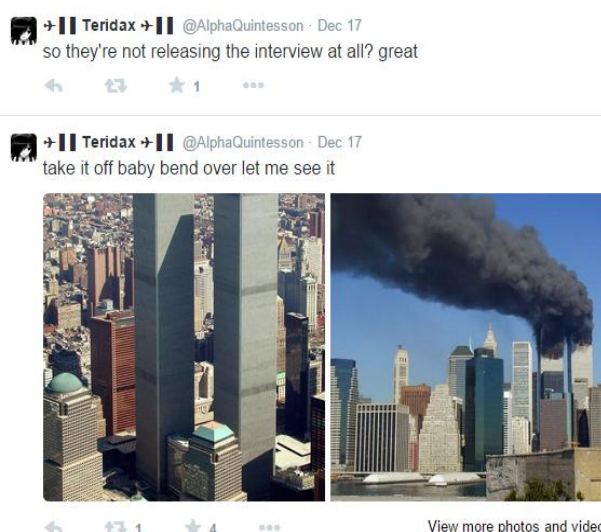 ✈▌▌ Teridax ✈▌▌ @AlphaQuintesson · Dec 17
so they're not releasing the interview at all? great
1
✈▌▌ Teridax ✈▌▌ @AlphaQuintesson · Dec 17
take it off baby bend over let me see it
1 4
View more photos and video